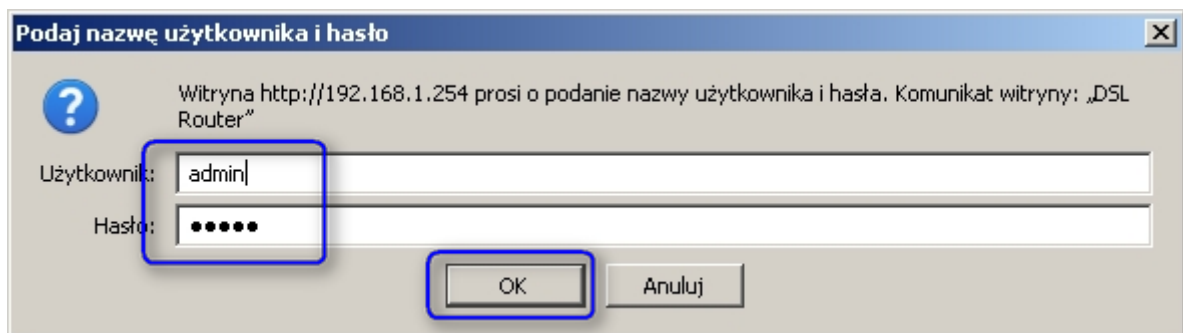 Podaj nazwę użytkownika i hasło
Witryna http://192.168.1.254 prosi o podanie nazwy użytkownika i hasła. Komunikat witryny: „DSL
Router”
Użytkownik: admin
Hasło: •••••
OK Anuluj